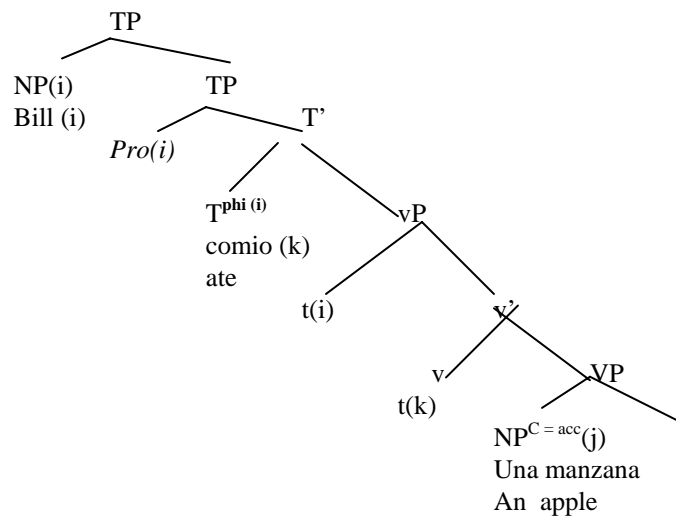 TP
NP(i) TP
Bill (i)
Pro(i) T’
T^phi (i) vP
comio (k)
ate
t(i) v’
v VP
t(k)
NP^C = acc(j)
Una manzana
An apple